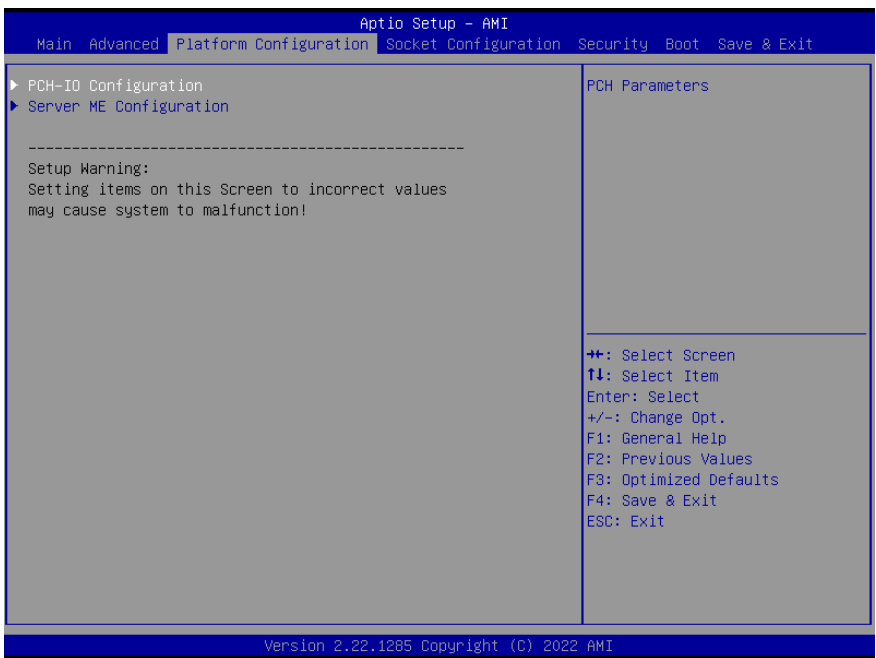 Aptio Setup - AMI
Main Advanced Platform Configuration Socket Configuration Security Boot Save & Exit
▶ PCH-IO Configuration
▶ Server ME Configuration
--------------------------------------------------
Setup Warning:
Setting items on this Screen to incorrect values
may cause system to malfunction!
PCH Parameters
→←: Select Screen
↑↓: Select Item
Enter: Select
+/-: Change Opt.
F1: General Help
F2: Previous Values
F3: Optimized Defaults
F4: Save & Exit
ESC: Exit
Version 2.22.1285 Copyright (C) 2022 AMI